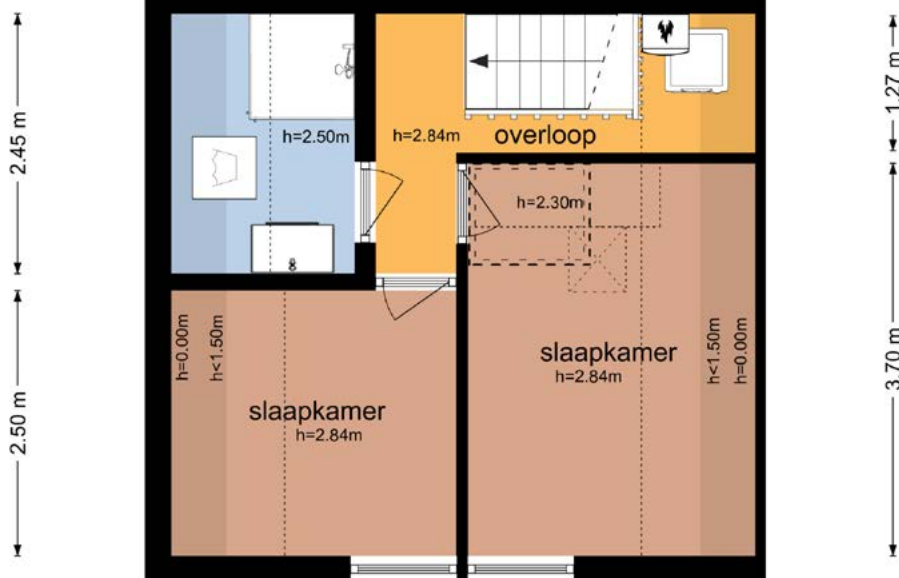 2.45 m
h=2.50m
h=2.84m
overloop
1.27 m
h=2.30m
h=0.00m
h<1.50m
slaapkamer
h=2.84m
2.50 m
slaapkamer
h=2.84m
h<1.50m
h=0.00m
3.70 m